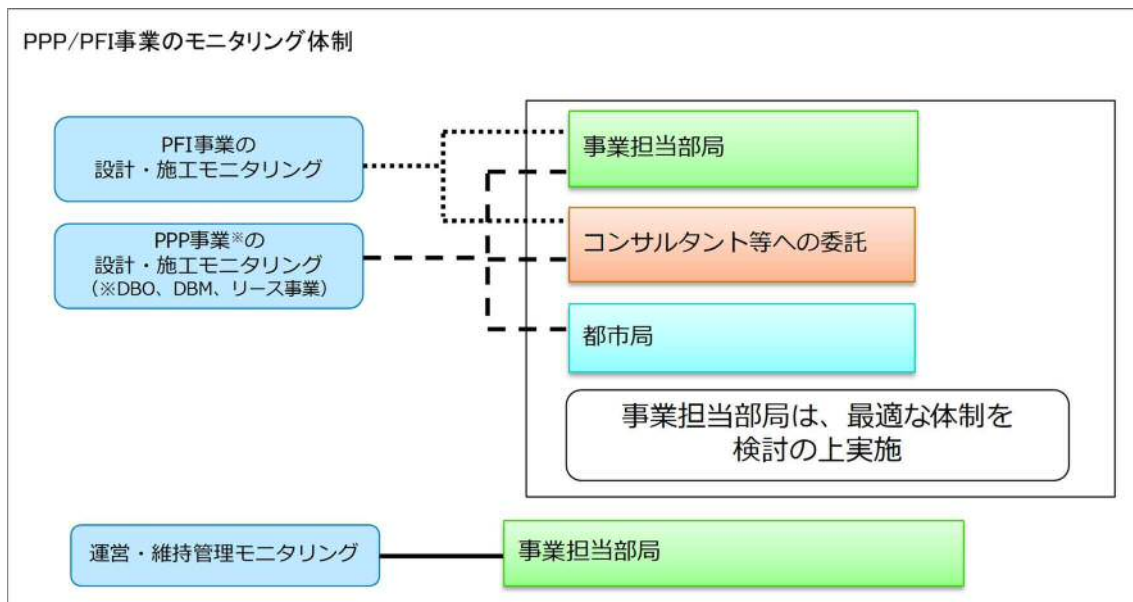 PPP/PFI事業のモニタリング体制
PFI事業の
設計・施工モニタリング
PPP事業※の
設計・施工モニタリング
(※DBO、DBM、リース事業)
事業担当部局
コンサルタント等への委託
都市局
事業担当部局は、最適な体制を
検討の上実施
運営・維持管理モニタリング
事業担当部局